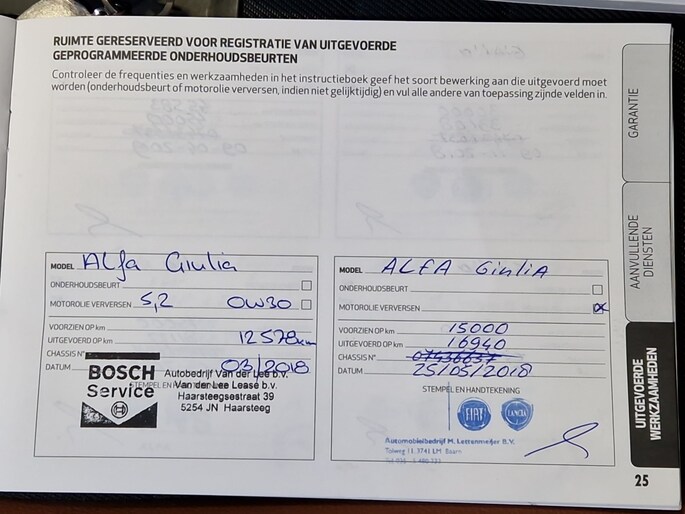 RUIMTE GERESERVEERD VOOR REGISTRATIE VAN UITGEVOERDE
GEPROGRAMMEERDE ONDERHOUDSBEURTEN
Controleer de frequenties en werkzaamheden in het instructieboek geef het soort bewerking aan die uitgevoerd moet
worden (onderhoudsbeurt of motorolie verversen, indien niet gelijktijdig) en vul alle andere van toepassing zijnde velden in.
GARANTIE
AANVULLENDE
DIENSTEN
UITGEVOERDE
WERKZAAMHEDEN
MODEL Alfa Giulia
ONDERHOUDSBEURT
MOTOROLIE VERVERSEN 5,2 0W30
VOORZIEN OP km
UITGEVOERD OP km 12578km
CHASSIS N°
DATUM 03/2018
BOSCH
Service
Autobedrijf Van der Lee b.v.
Van der Lee Lease b.v.
Haarsteegsestraat 39
5254 JN Haarsteeg
MODEL ALFA GiuliA
ONDERHOUDSBEURT
MOTOROLIE VERVERSEN X
VOORZIEN OP km 15000
UITGEVOERD OP km 16940
CHASSIS N°
DATUM 25/05/2018
STEMPEL EN HANDTEKENING
FIAT LANCIA
Automobielbedrijf M. Lettenmeijer B.V.
3741 LM Baarn
25